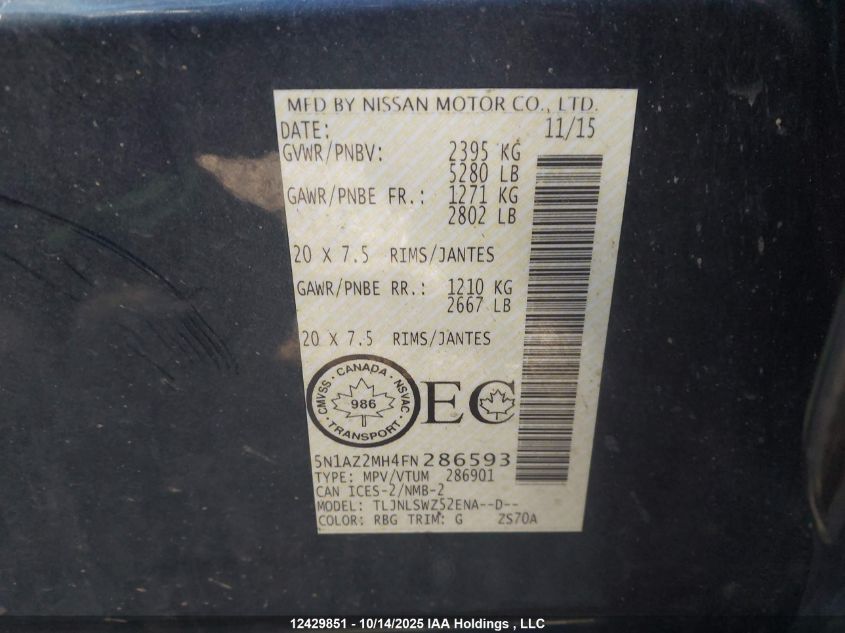 MFD BY NISSAN MOTOR CO., LTD.
DATE: 11/15
GVWR/PNBV: 2395 KG
5280 LB
GAWR/PNBE FR.: 1271 KG
2802 LB
20 X 7.5 RIMS/JANTES
GAWR/PNBE RR.: 1210 KG
2667 LB
20 X 7.5 RIMS/JANTES
CMVSS · CANADA · NSVAC · TRANSPORT ·
986
EC
5N1AZ2MH4FN286593
TYPE: MPV/VTUM 286901
CAN ICES-2/NMB-2
MODEL: TLJNLSWZ52ENA--D--
COLOR: RBG TRIM: G ZS70A
12429851 - 10/14/2025 IAA Holdings , LLC